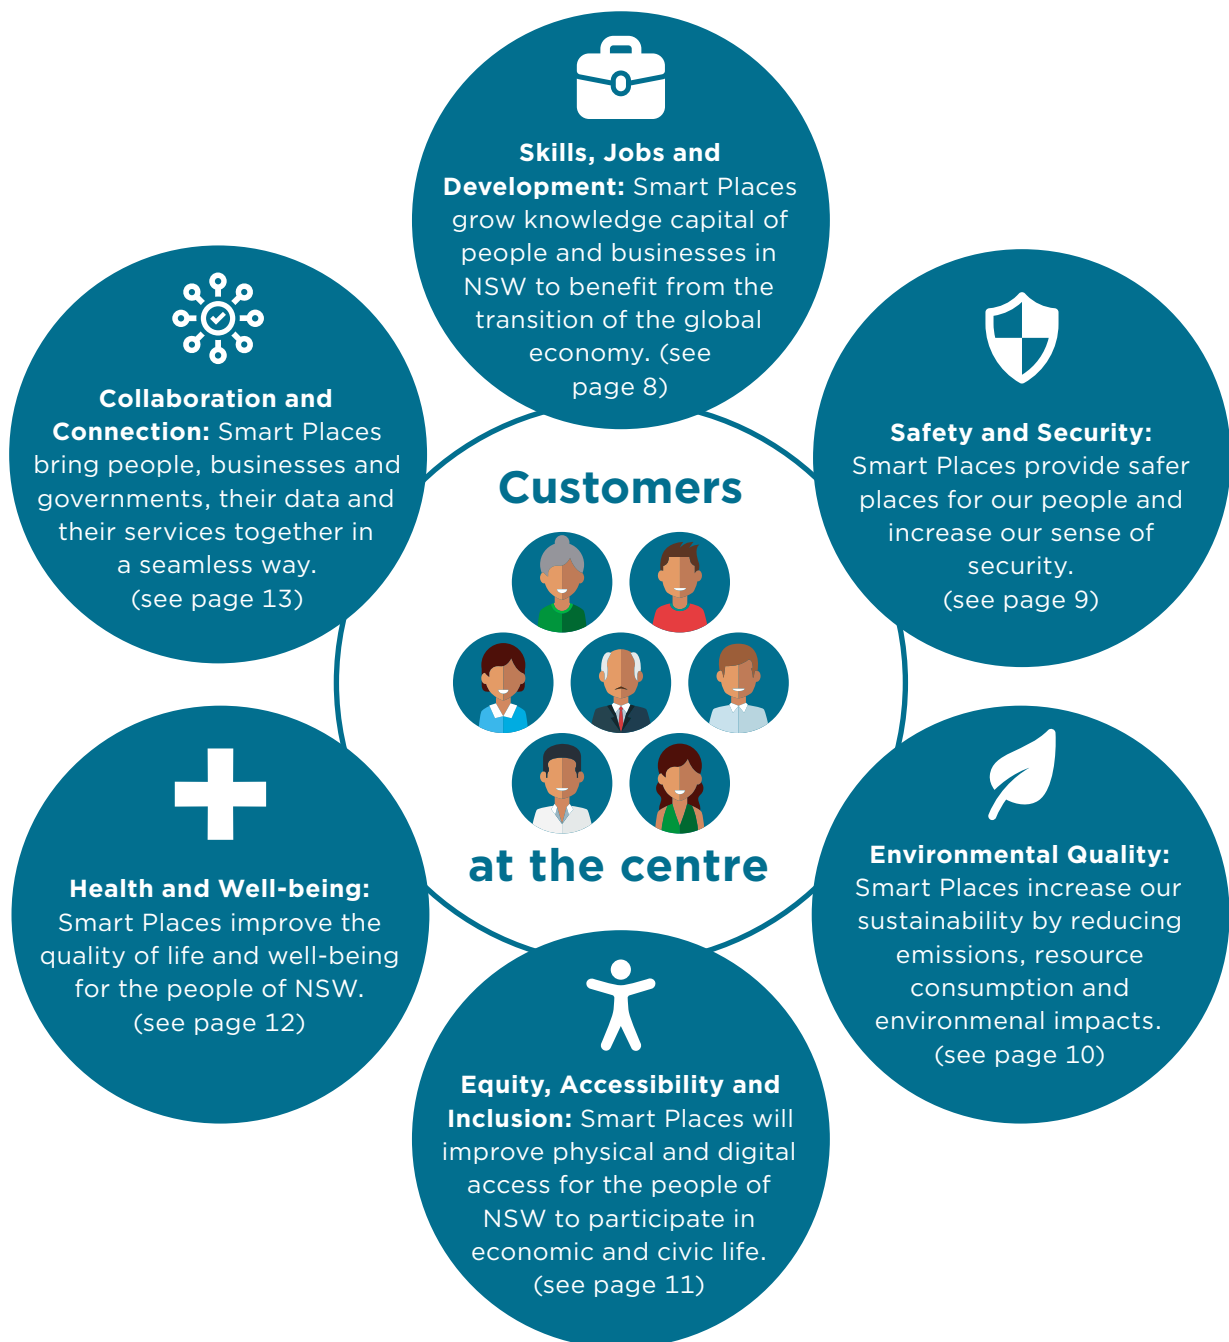 Skills, Jobs and
Development: Smart Places
grow knowledge capital of
people and businesses in
NSW to benefit from the
transition of the global
economy. (see
page 8)
Collaboration and
Connection: Smart Places
bring people, businesses and
governments, their data and
their services together in
a seamless way.
(see page 13)
Safety and Security:
Smart Places provide safer
places for our people and
increase our sense of
security.
(see page 9)
Customers
at the centre
Health and Well-being:
Smart Places improve the
quality of life and well-being
for the people of NSW.
(see page 12)
Environmental Quality:
Smart Places increase our
sustainability by reducing
emissions, resource
consumption and
environmenal impacts.
(see page 10)
Equity, Accessibility and
Inclusion: Smart Places will
improve physical and digital
access for the people of
NSW to participate in
economic and civic life.
(see page 11)